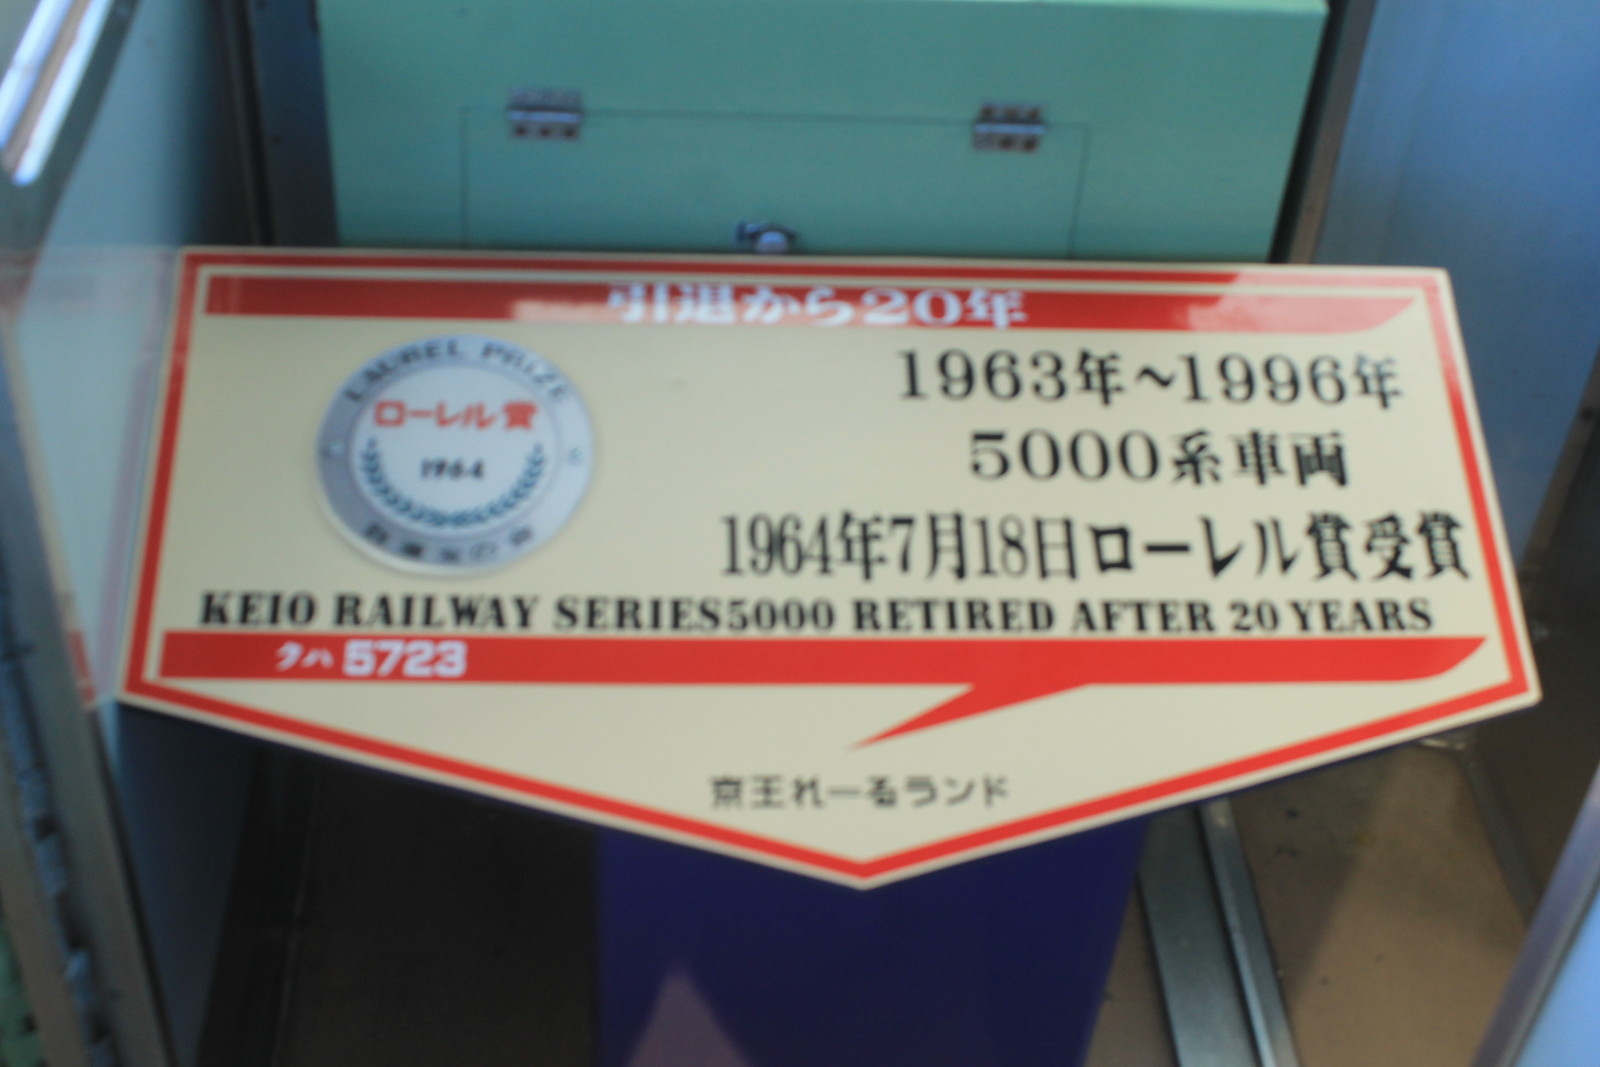 引退から20年
LAUREL PRIZE
ローレル賞
1964
1963年~1996年
5000系車両
1964年7月18日ローレル賞受賞
KEIO RAILWAY SERIES5000 RETIRED AFTER 20 YEARS
クハ 5723
京王れーるランド